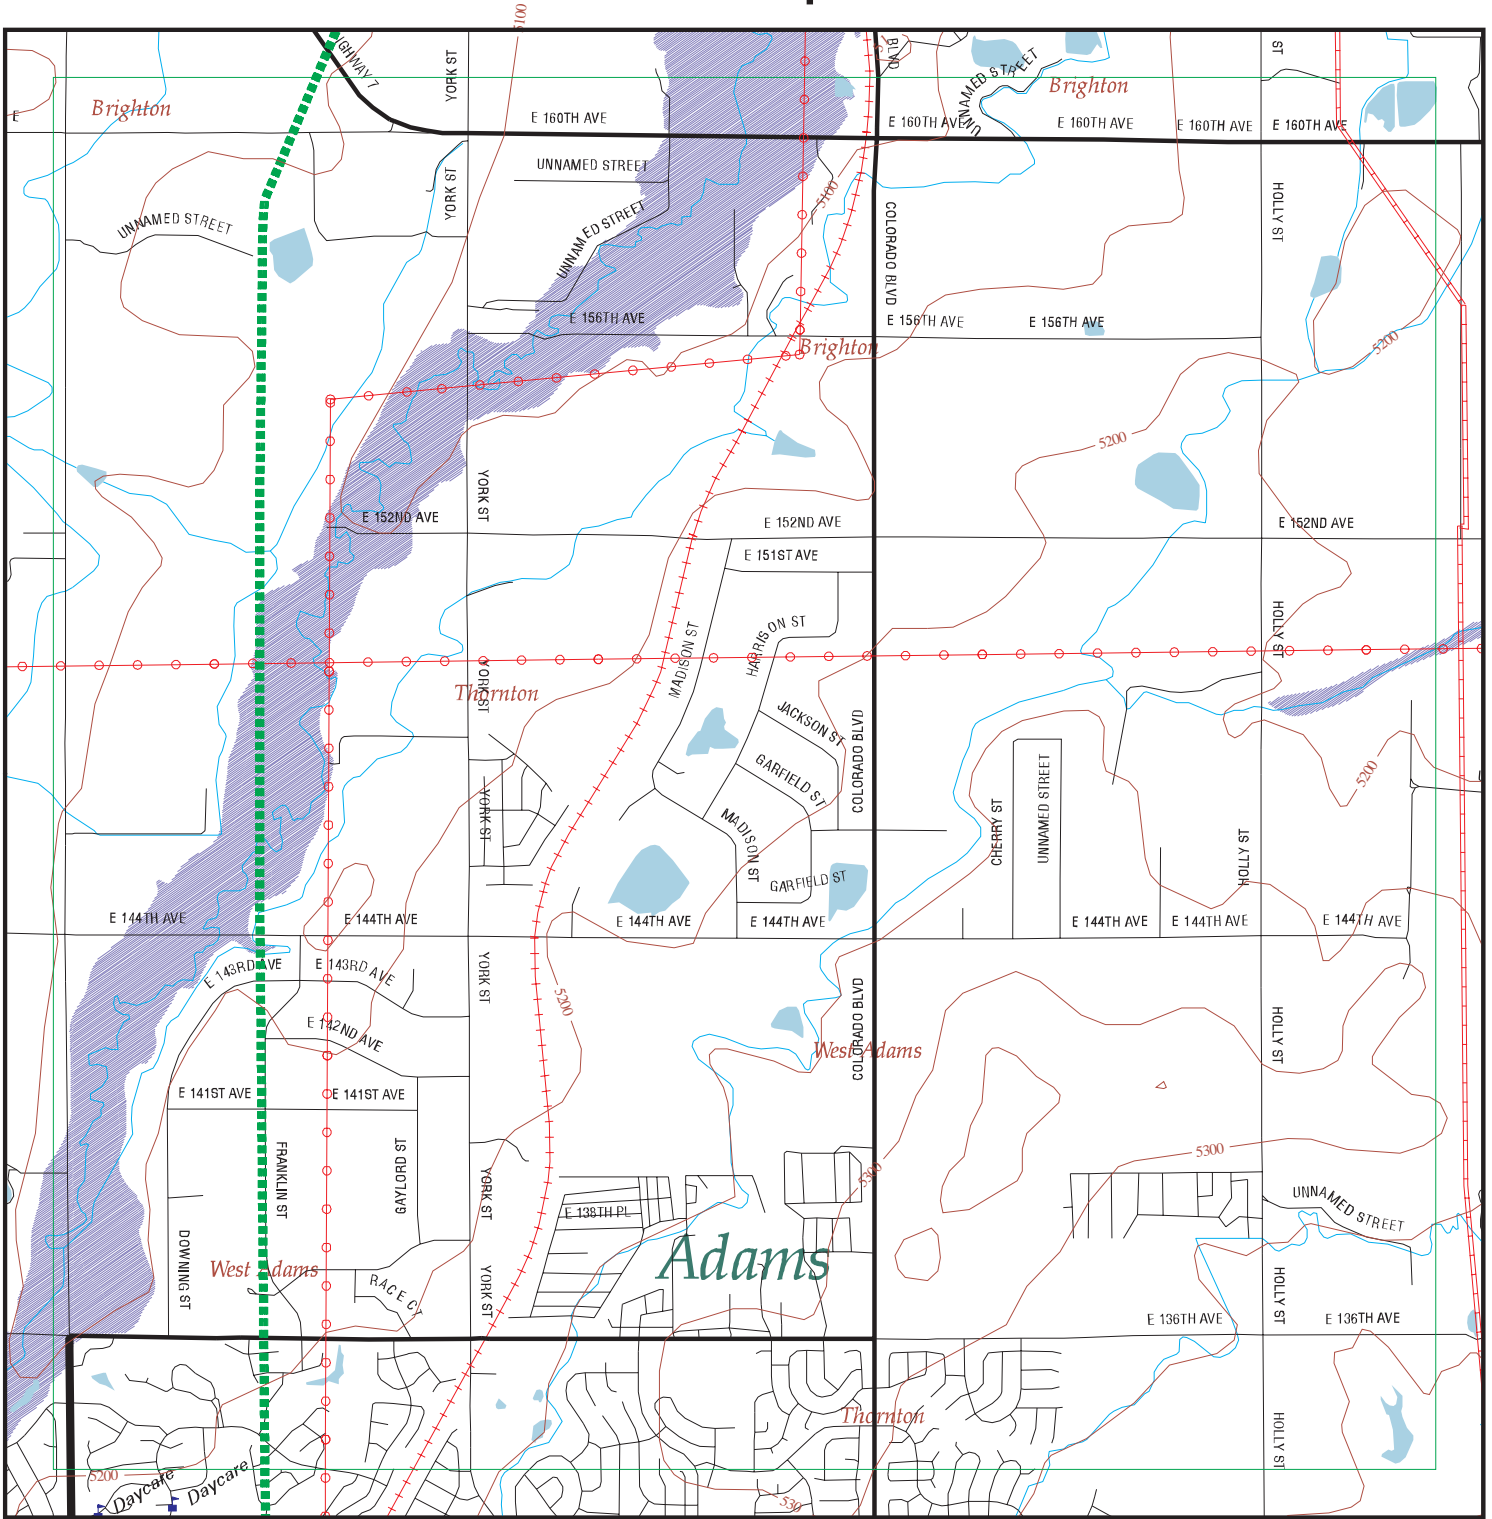 5100
IGHWAY 7
YORK ST
BLVD
UNNAMED STREET
ST
Brighton
Brighton
E
E 160TH AVE
E 160TH AVE
E 160TH AVE
E 160TH AVE
E 160TH AVE
UNNAMED STREET
YORK ST
5100
UNNAMED STREET
UNNAMED STREET
COLORADO BLVD
HOLLY ST
E 156TH AVE
E 156TH AVE
E 156TH AVE
Brighton
5200
5200
YORK ST
E 152ND AVE
E 152ND AVE
E 152ND AVE
E 151ST AVE
HARRISON ST
MADISON ST
HOLLY ST
Thornton
YORK ST
JACKSON ST
COLORADO BLVD
GARFIELD ST
UNNAMED STREET
5200
YORK ST
MADISON ST
CHERRY ST
HOLLY ST
GARFIELD ST
E 144TH AVE
E 144TH AVE
E 144TH AVE
E 144TH AVE
E 144TH AVE
E 144TH AVE
E 144TH AVE
E 143RD AVE
E 143RD AVE
YORK ST
5200
COLORADO BLVD
HOLLY ST
E 142ND AVE
West Adams
E 141ST AVE
E 141ST AVE
FRANKLIN ST
GAYLORD ST
YORK ST
5300
5300
E 138TH PL
UNNAMED STREET
DOWNING ST
West Adams
Adams
RACE CT
YORK ST
HOLLY ST
E 136TH AVE
E 136TH AVE
Thornton
HOLLY ST
5200
Daycare
Daycare
530